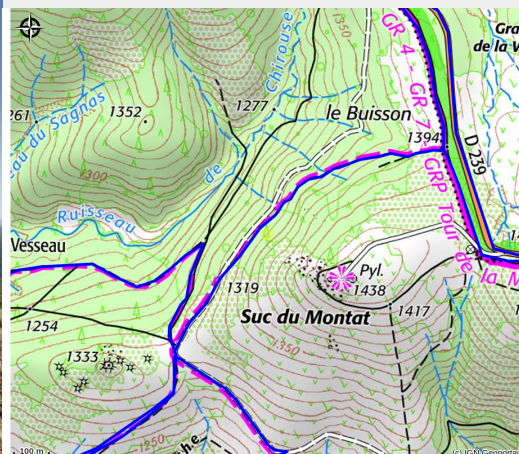 Gra
de la V
GR 4 - GR 7 - GRP Tour de la M
Chirouse
de
Ruisseau
1350
1352
1277
261
eau du Sagnas
le Buisson
1394
D 239
1300
Vesseau
Pyl.
1438
1319
Suc du Montat
1417
1254
1333
1350
1250
he
100 m
(c) IGN Geoportai